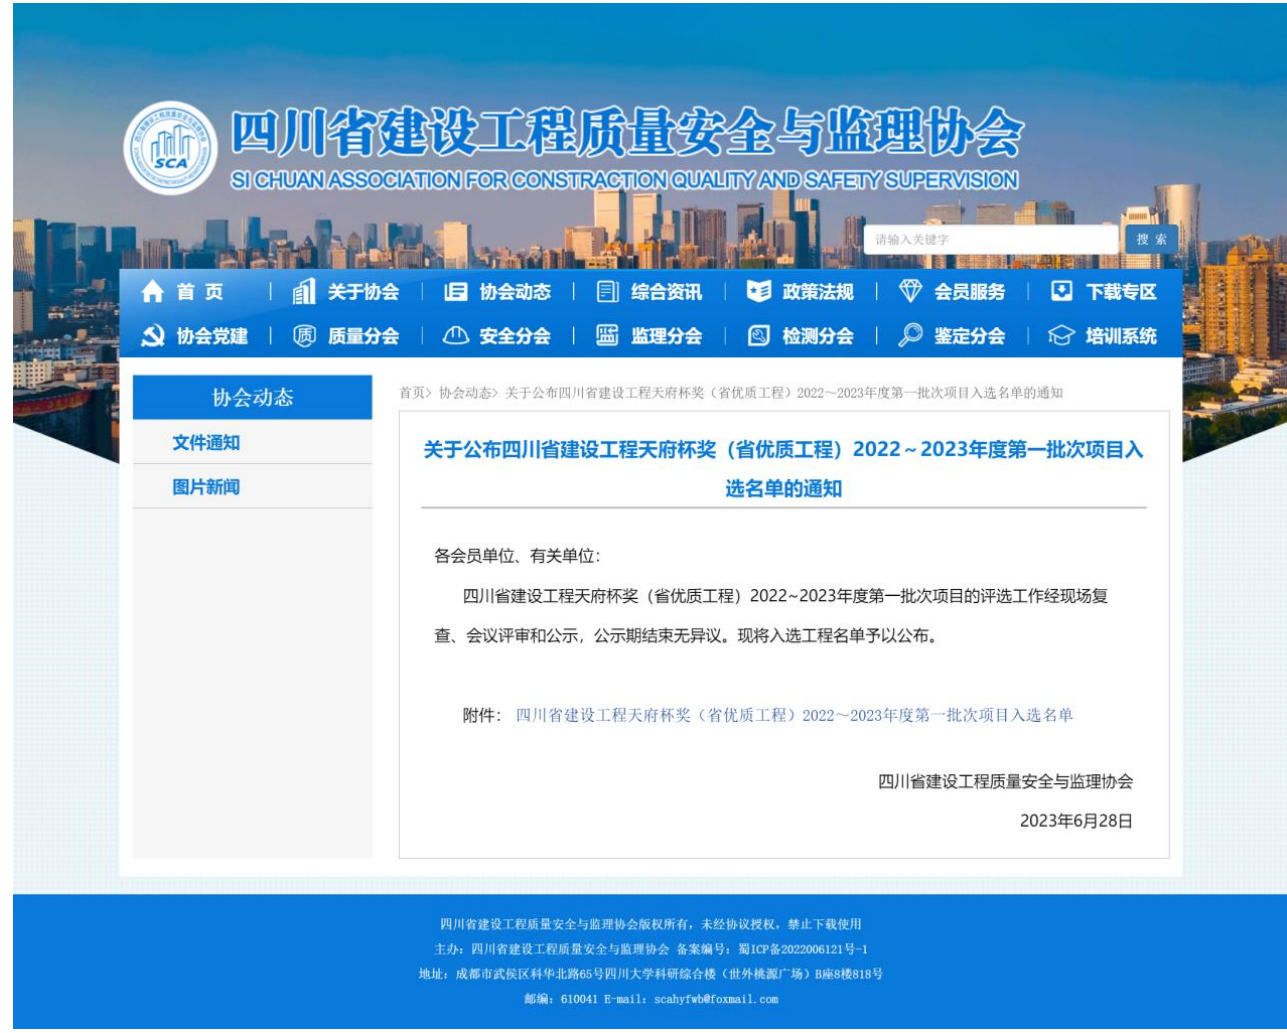 SCA
四川省建设工程质量安全与监理协会
SI CHUAN ASSOCIATION FOR CONSTRACTION QUALITY AND SAFETY SUPERVISION
请输入关键字
搜 索
首 页
关于协会
协会动态
综合资讯
政策法规
会员服务
下载专区
协会党建
质
质量分会
安全分会
监
监理分会
检测分会
鉴定分会
培训系统
协会动态
文件通知
图片新闻
首页> 协会动态> 关于公布四川省建设工程天府杯奖（省优质工程）2022～2023年度第一批次项目入选名单的通知
关于公布四川省建设工程天府杯奖（省优质工程）2022～2023年度第一批次项目入
选名单的通知
各会员单位、有关单位：
四川省建设工程天府杯奖（省优质工程）2022~2023年度第一批次项目的评选工作经现场复
查、会议评审和公示，公示期结束无异议。现将入选工程名单予以公布。
附件： 四川省建设工程天府杯奖（省优质工程）2022～2023年度第一批次项目入选名单
四川省建设工程质量安全与监理协会
2023年6月28日
四川省建设工程质量安全与监理协会版权所有，未经协议授权，禁止下载使用
主办：四川省建设工程质量安全与监理协会 备案编号：蜀ICP备2022006121号-1
地址：成都市武侯区科华北路65号四川大学科研综合楼（世外桃源广场）B座8楼818号
邮编：610041 E-mail：scahyfwb@foxmail.com